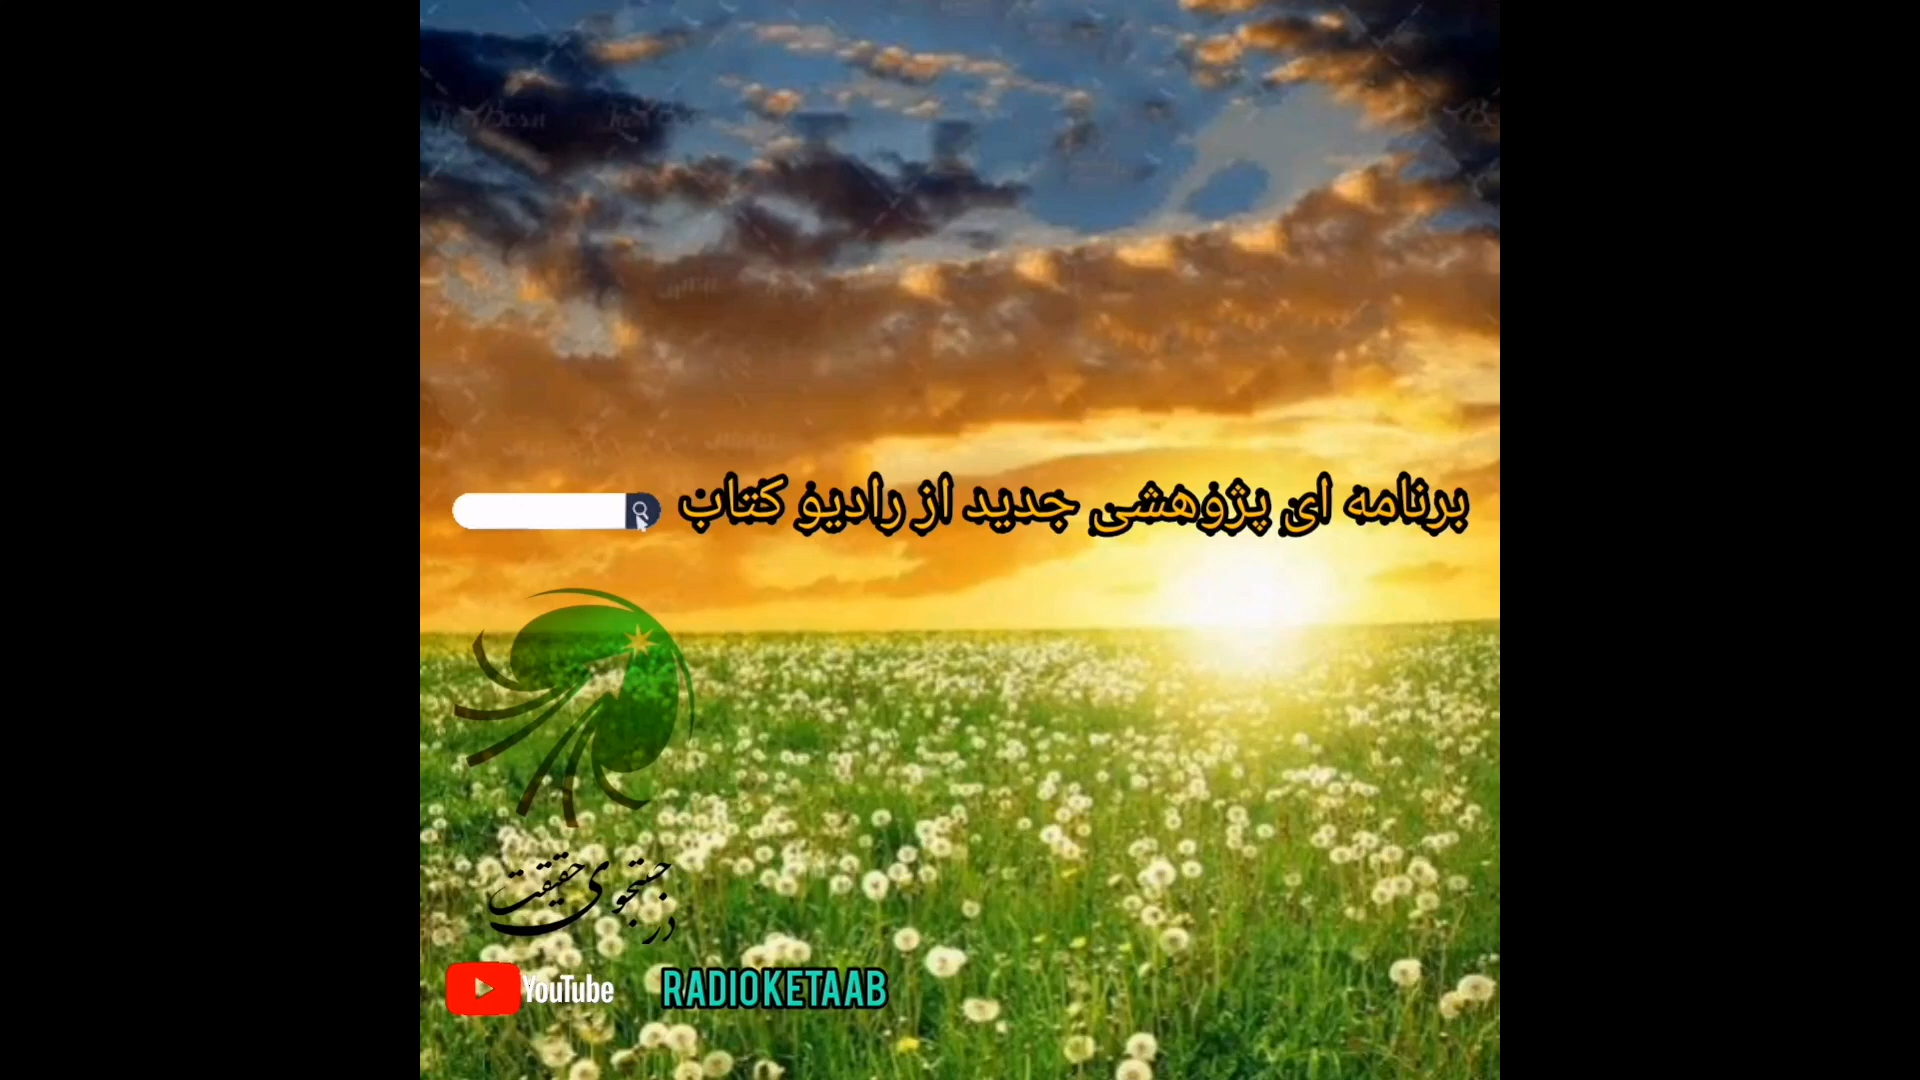 برنامه ای پژوهشی جدید از رادیو کتاب
در جستجوی حقیقت
YouTube RADIOKETAAB